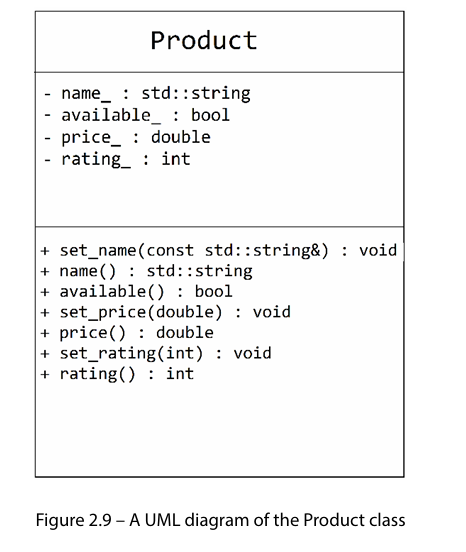 Product
- name_ : std::string
- available_ : bool
- price_ : double
- rating_ : int
+ set_name(const std::string&) : void
+ name() : std::string
+ available() : bool
+ set_price(double) : void
+ price() : double
+ set_rating(int) : void
+ rating() : int
Figure 2.9 – A UML diagram of the Product class